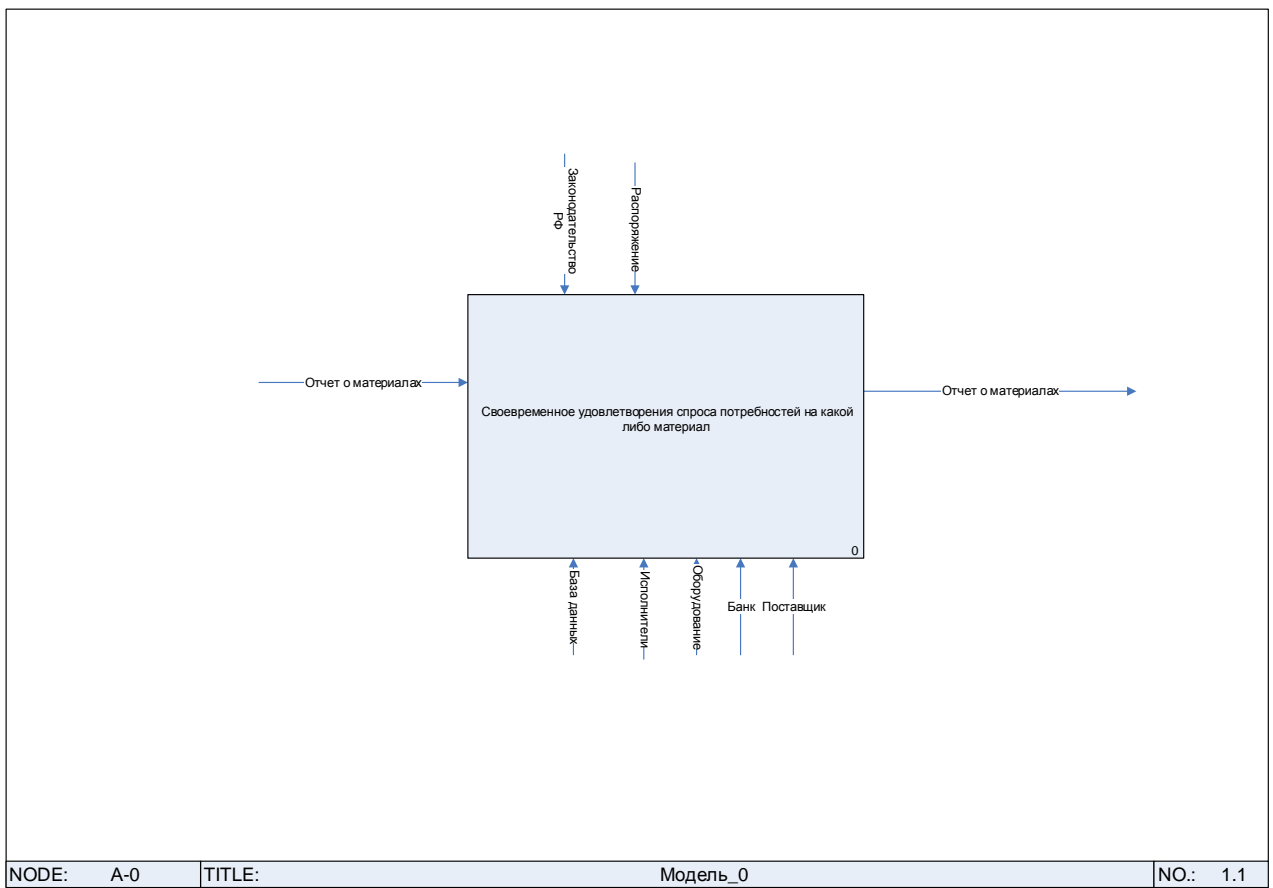 Законодательство
РФ
Распоряжение
Отчет о материалах
Отчет о материалах
Своевременное удовлетворения спроса потребностей на какой
либо материал
0
База данных
Исполнители
Оборудование
Банк
Поставщик
NODE: A-0 TITLE: Модель_0 NO.: 1.1